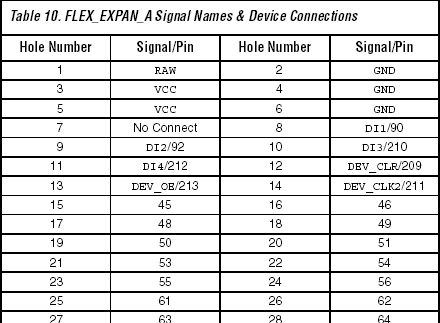 Table 10. FLEX_EXPAN_A Signal Names & Device Connections
Hole Number Signal/Pin Hole Number Signal/Pin
1 RAW 2 GND
3 VCC 4 GND
5 VCC 6 GND
7 No Connect 8 DI1/90
9 DI2/92 10 DI3/210
11 DI4/212 12 DEV_CLR/209
13 DEV_OE/213 14 DEV_CLK2/211
15 45 16 46
17 48 18 49
19 50 20 51
21 53 22 54
23 55 24 56
25 61 26 62
27 63 28 64